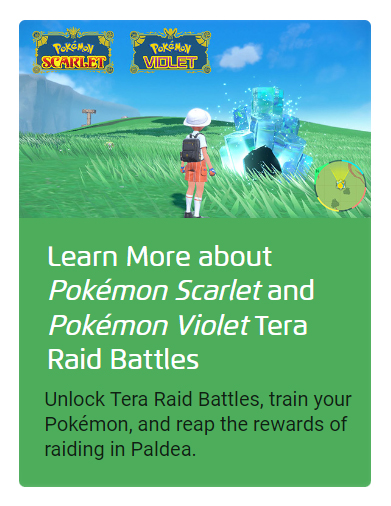 POKÉMON POKÉMON
SCARLET VIOLET
Learn More about
Pokémon Scarlet and
Pokémon Violet Tera
Raid Battles
Unlock Tera Raid Battles, train your
Pokémon, and reap the rewards of
raiding in Paldea.